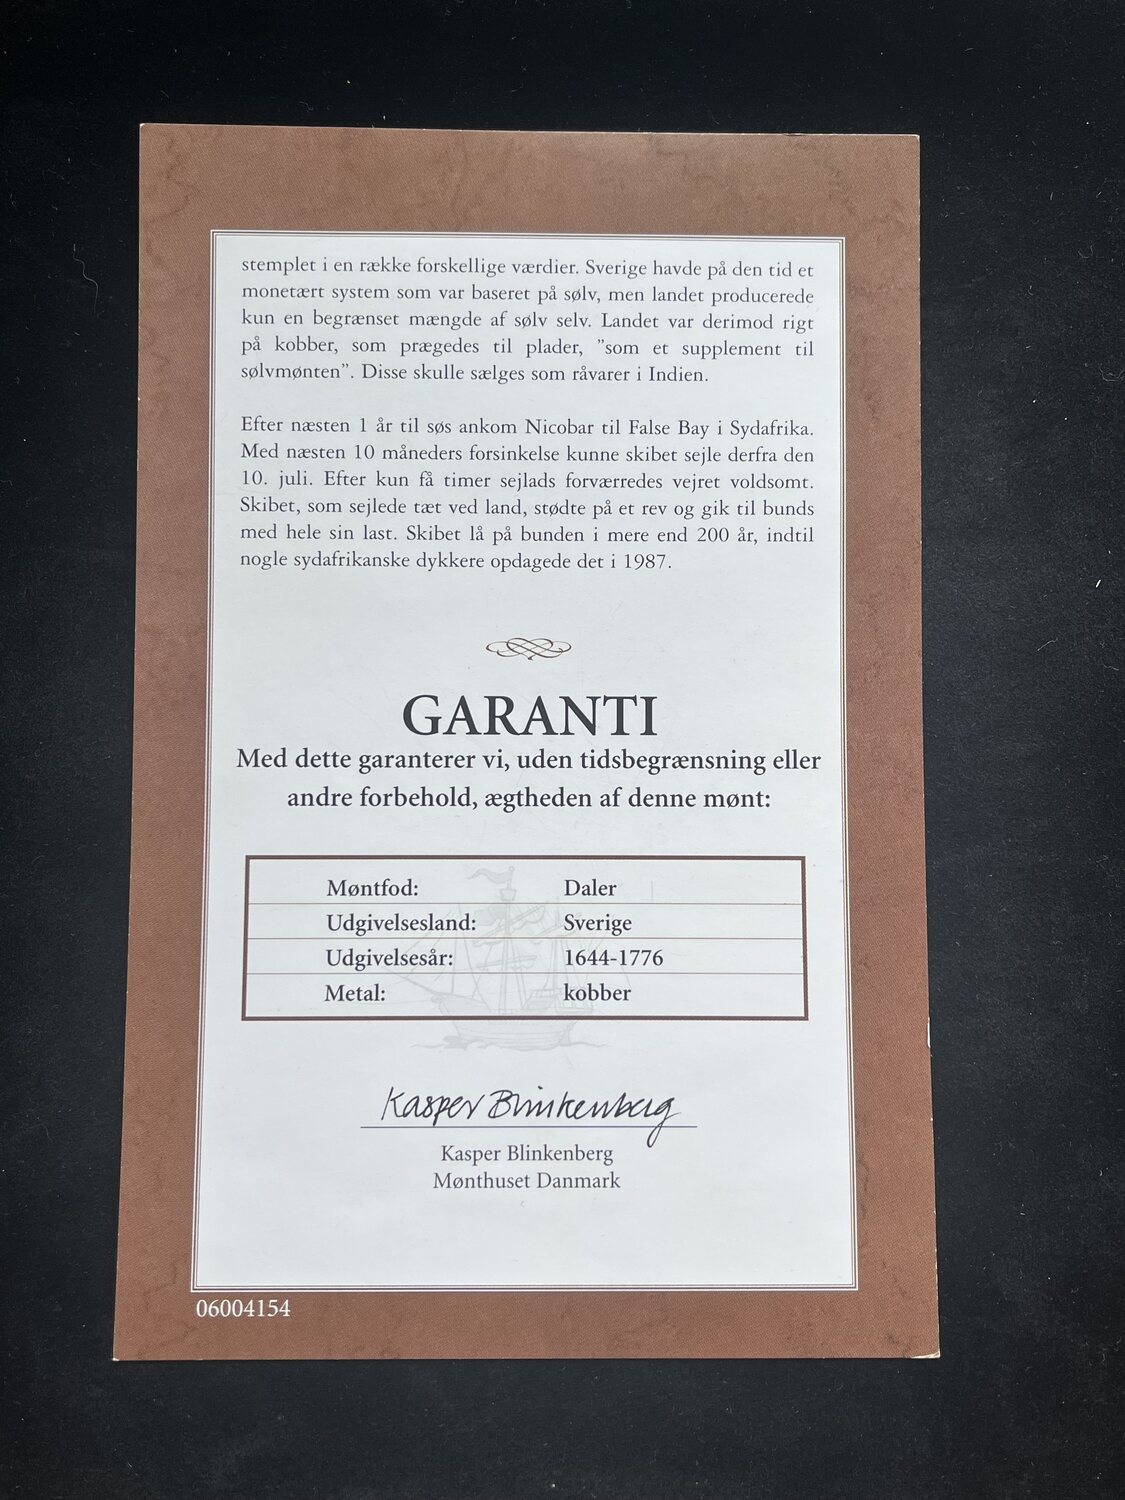 stemplet i en række forskellige værdier. Sverige havde på den tid et
monetært system som var baseret på sølv, men landet producerede
kun en begrænset mængde af sølv selv. Landet var derimod rigt
på kobber, som prægedes til plader, ”som et supplement til
sølvmønten”. Disse skulle sælges som råvarer i Indien.
Efter næsten 1 år til søs ankom Nicobar til False Bay i Sydafrika.
Med næsten 10 måneders forsinkelse kunne skibet sejle derfra den
10. juli. Efter kun få timer sejlads forværredes vejret voldsomt.
Skibet, som sejlede tæt ved land, stødte på et rev og gik til bunds
med hele sin last. Skibet lå på bunden i mere end 200 år, indtil
nogle sydafrikanske dykkere opdagede det i 1987.
GARANTI
Med dette garanterer vi, uden tidsbegrænsning eller
andre forbehold, ægtheden af denne mønt:
Møntfod: Daler
Udgivelsesland: Sverige
Udgivelsesår: 1644-1776
Metal: kobber
Kasper Blinkenberg
Kasper Blinkenberg
Mønthuset Danmark
06004154